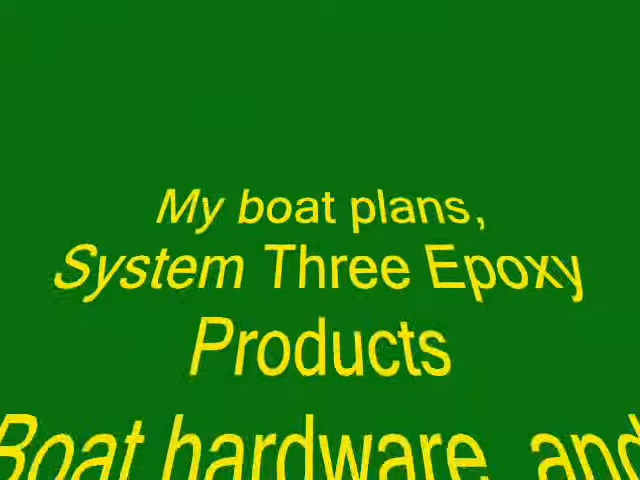 My boat plans,
System Three Epoxy
Products
Boat hardware, and